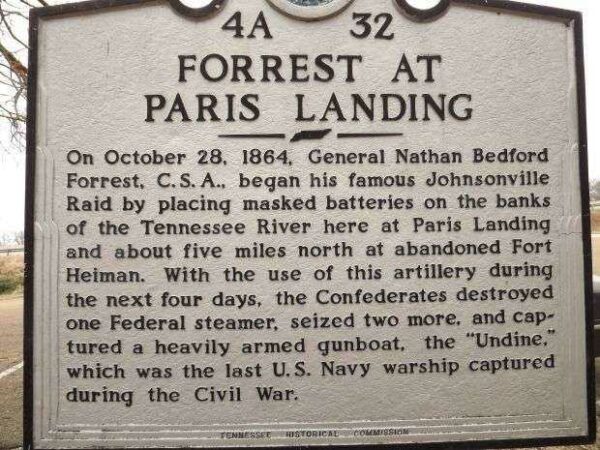 4A 32
FORREST AT
PARIS LANDING
On October 28, 1864, General Nathan Bedford
Forrest, C.S.A., began his famous Johnsonville
Raid by placing masked batteries on the banks
of the Tennessee River here at Paris Landing
and about five miles north at abandoned Fort
Heiman. With the use of this artillery during
the next four days, the Confederates destroyed
one Federal steamer, seized two more, and cap-
tured a heavily armed gunboat, the "Undine,"
which was the last U.S. Navy warship captured
during the Civil War.
TENNESSEE HISTORICAL COMMISSION